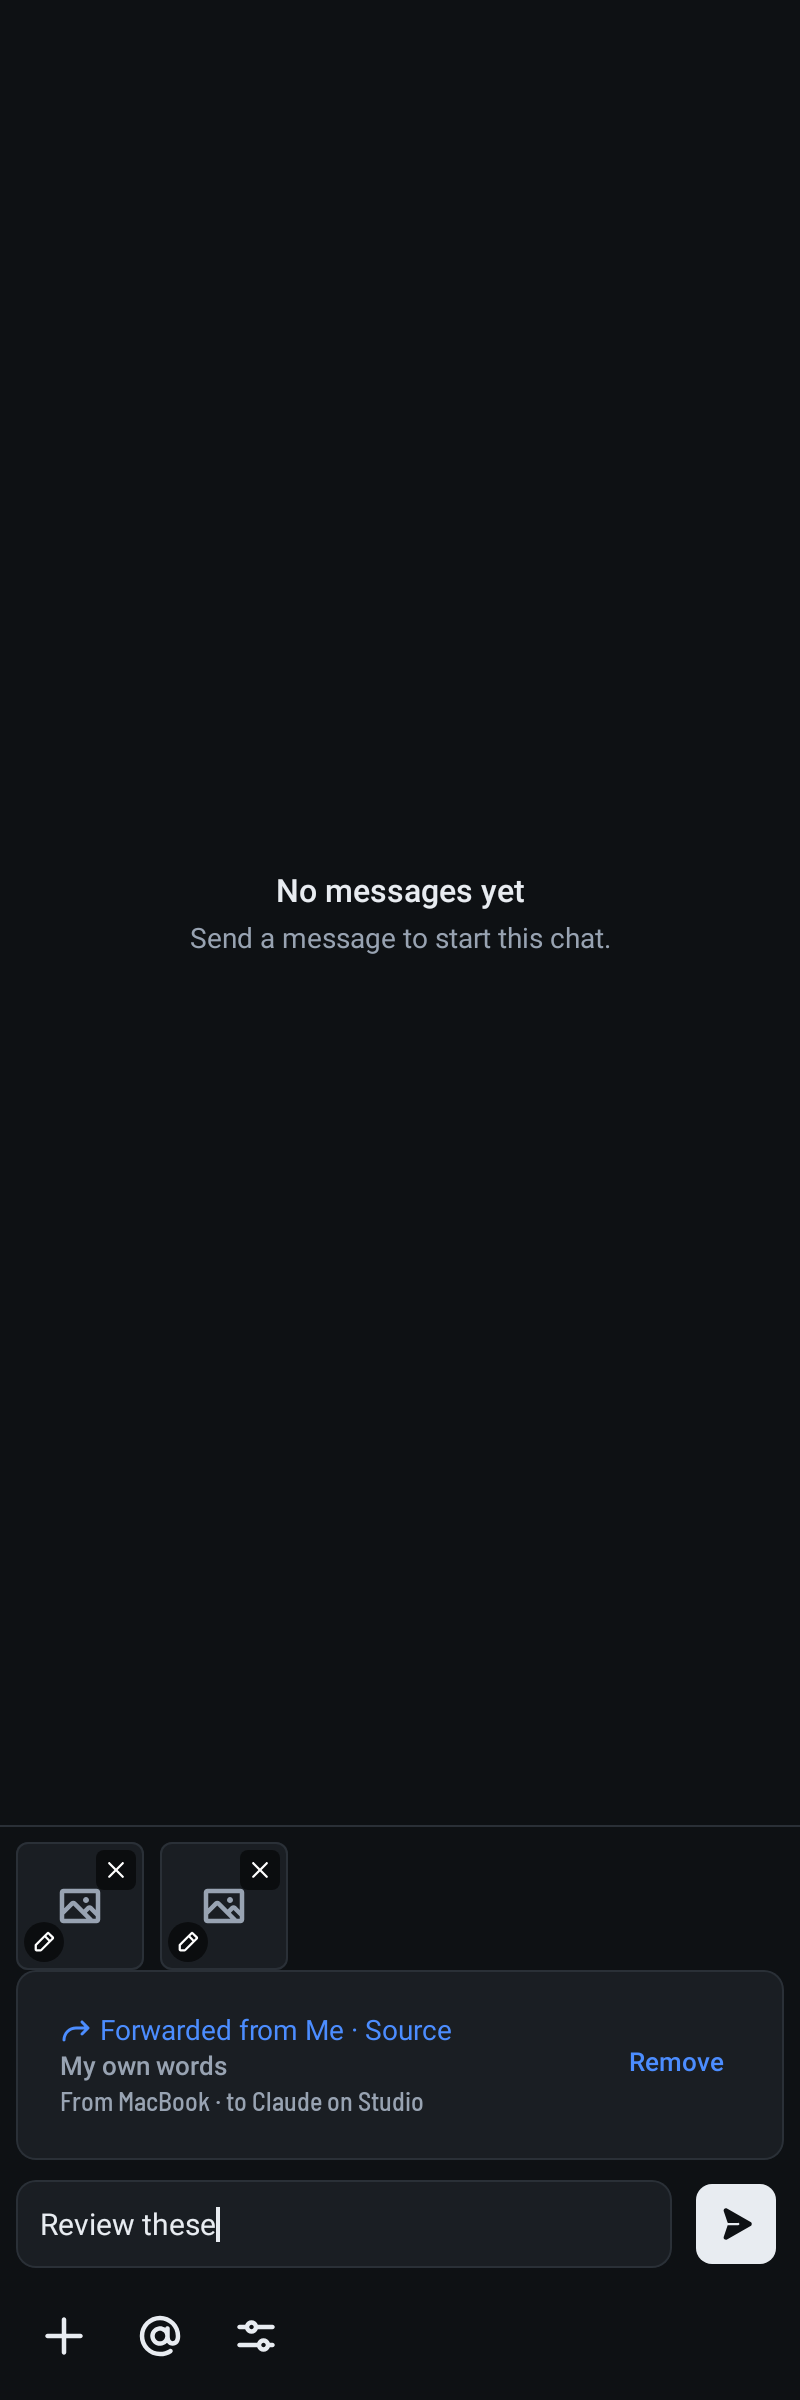 No messages yet
Send a message to start this chat.
Forwarded from Me · Source
My own words
From MacBook · to Claude on Studio
Remove
Review these